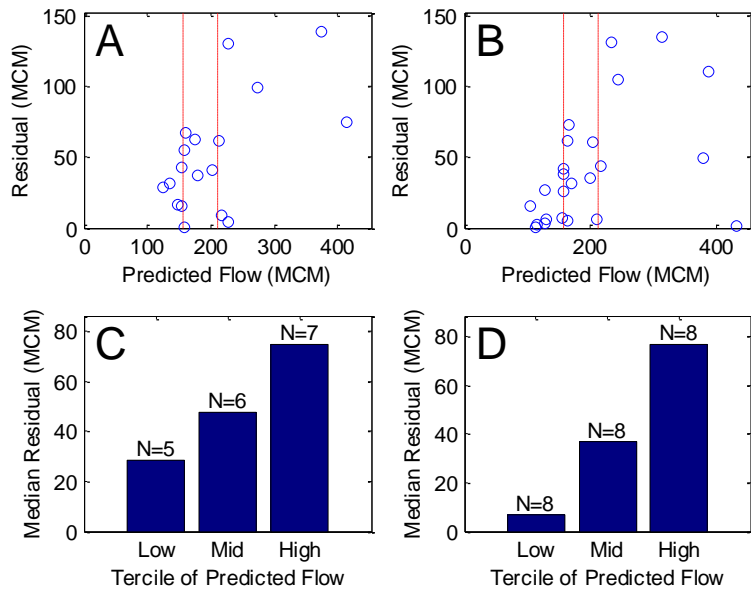 A
150
100
50
0
Residual (MCM)
0 100 200 300 400
Predicted Flow (MCM)
B
150
100
50
0
Residual (MCM)
0 200 400
Predicted Flow (MCM)
C
80
60
40
20
0
Median Residual (MCM)
N=5
N=6
N=7
Low Mid High
Tercile of Predicted Flow
D
80
60
40
20
0
Median Residual (MCM)
N=8
N=8
N=8
Low Mid High
Tercile of Predicted Flow